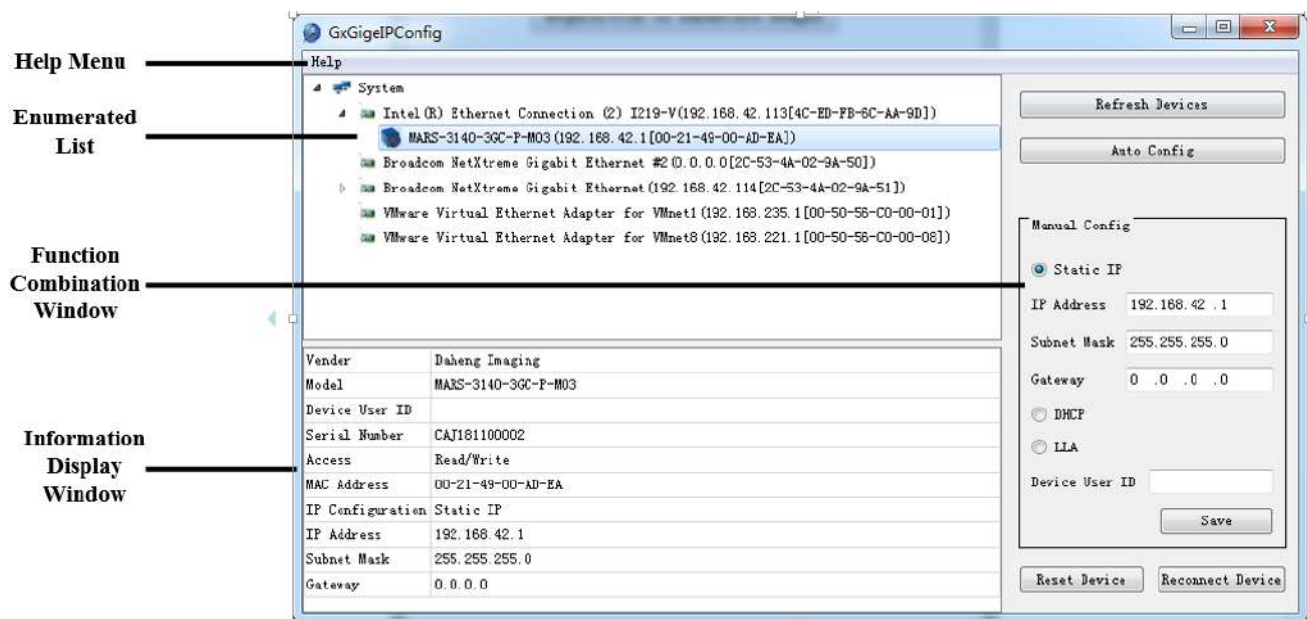 GxGigeIPConfig
Help Menu
Help
System
Intel(R) Ethernet Connection (2) I219-V(192.168.42.113[4C-ED-FB-6C-AA-9D])
MARS-3140-3GC-P-M03(192.168.42.1[00-21-49-00-AD-EA])
Broadcom NetXtreme Gigabit Ethernet #2(0.0.0.0[2C-53-4A-02-9A-50])
Broadcom NetXtreme Gigabit Ethernet(192.168.42.114[2C-53-4A-02-9A-51])
VMware Virtual Ethernet Adapter for VMnet1(192.168.235.1[00-50-56-C0-00-01])
VMware Virtual Ethernet Adapter for VMnet8(192.168.221.1[00-50-56-C0-00-08])
Enumerated
List
Refresh Devices
Auto Config
Function
Combination
Window
Manual Config
Static IP
IP Address 192.168.42 .1
Subnet Mask 255.255.255.0
Gateway 0 .0 .0 .0
DHCP
LLA
Device User ID
Save
Reset Device Reconnect Device
Information
Display
Window
Vender Daheng Imaging
Model MARS-3140-3GC-P-M03
Device User ID
Serial Number CAJ181100002
Access Read/Write
MAC Address 00-21-49-00-AD-EA
IP Configuration Static IP
IP Address 192.168.42.1
Subnet Mask 255.255.255.0
Gateway 0.0.0.0